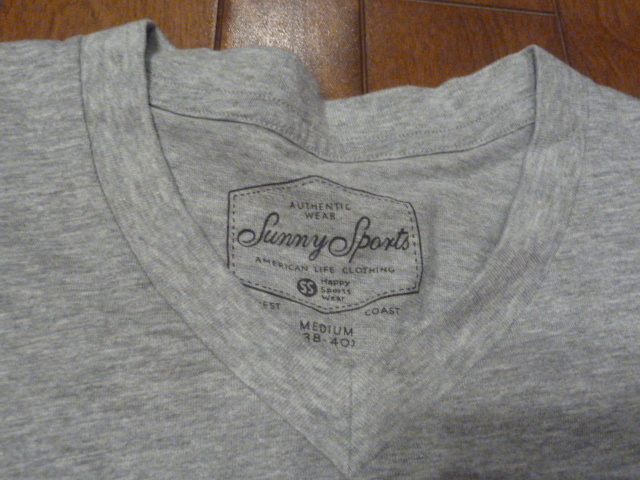 AUTHENTIC
WEAR
Sunny Sports
AMERICAN LIFE CLOTHING
SS Happy
Sports
Wear
EST COAST
MEDIUM
38-40)